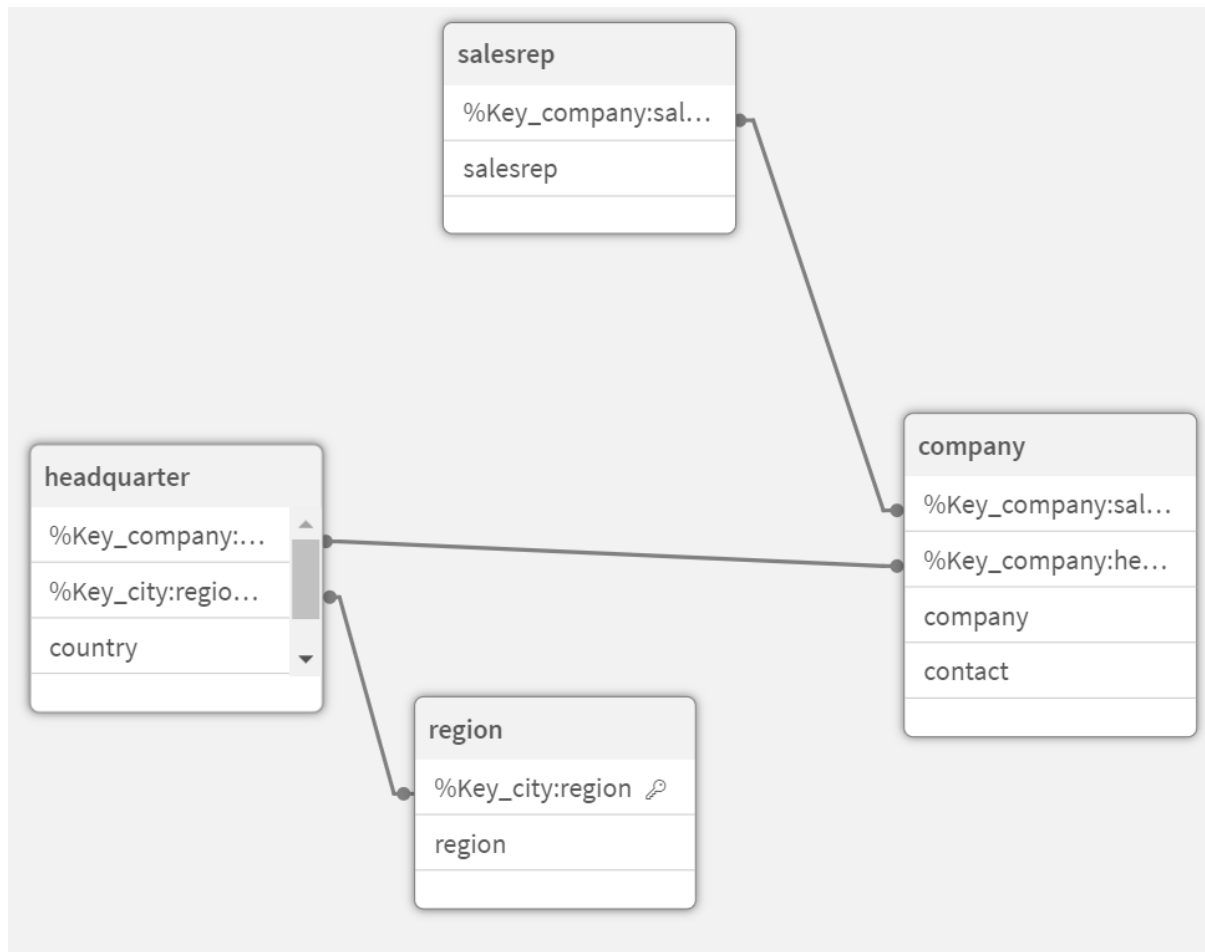 salesrep
%Key_company:sal...
salesrep
headquarter
%Key_company:...
%Key_city:regio...
country
company
%Key_company:sal...
%Key_company:he...
company
contact
region
%Key_city:region
region